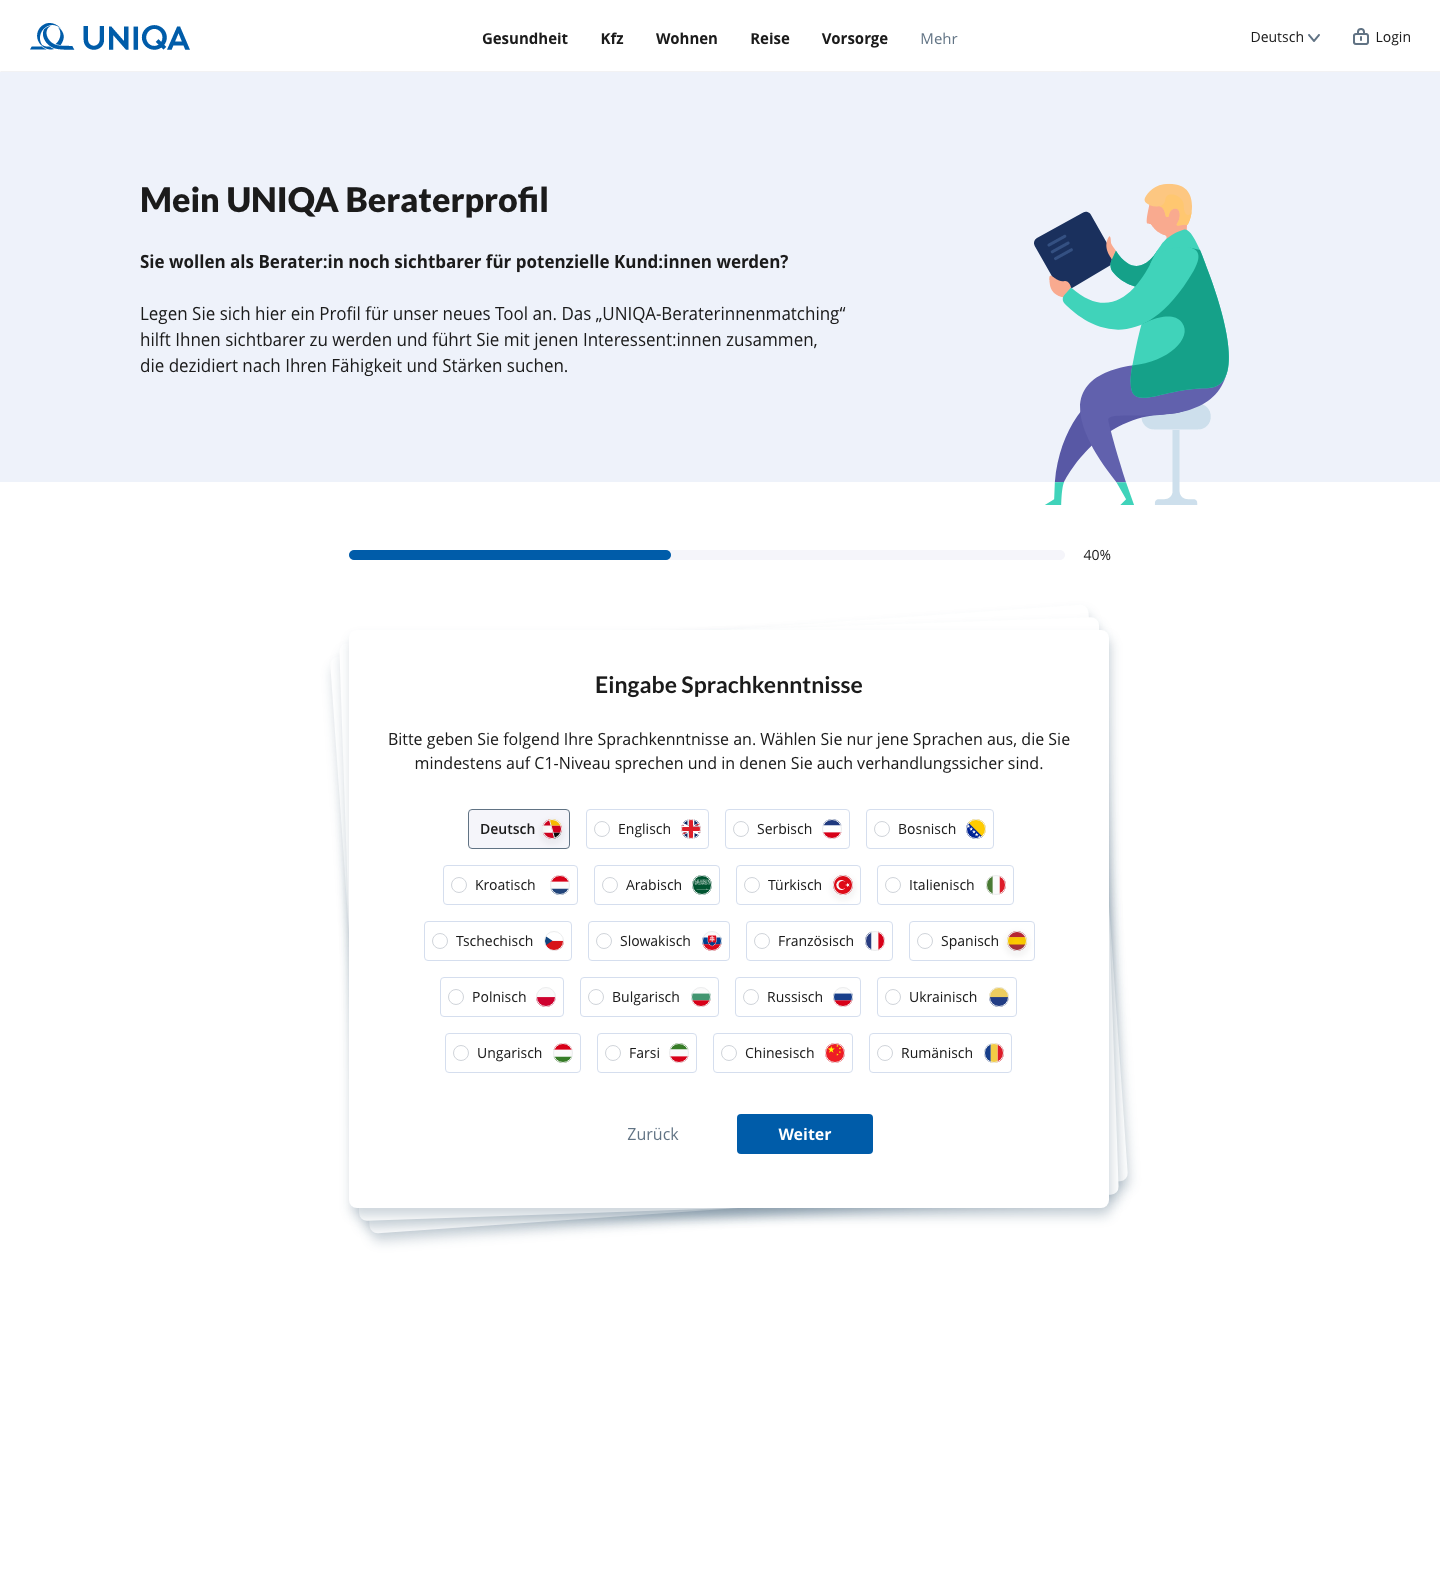 UNIQA
Gesundheit Kfz Wohnen Reise Vorsorge Mehr
Deutsch Login
Mein UNIQA Beraterprofil
Sie wollen als Berater:in noch sichtbarer für potenzielle Kund:innen werden?
Legen Sie sich hier ein Profil für unser neues Tool an. Das „UNIQA-Beraterinnenmatching“
hilft Ihnen sichtbarer zu werden und führt Sie mit jenen Interessent:innen zusammen,
die dezidiert nach Ihren Fähigkeit und Stärken suchen.
40%
Eingabe Sprachkenntnisse
Bitte geben Sie folgend Ihre Sprachkenntnisse an. Wählen Sie nur jene Sprachen aus, die Sie
mindestens auf C1-Niveau sprechen und in denen Sie auch verhandlungssicher sind.
Deutsch Englisch Serbisch Bosnisch
Kroatisch Arabisch Türkisch Italienisch
Tschechisch Slowakisch Französisch Spanisch
Polnisch Bulgarisch Russisch Ukrainisch
Ungarisch Farsi Chinesisch Rumänisch
Zurück Weiter